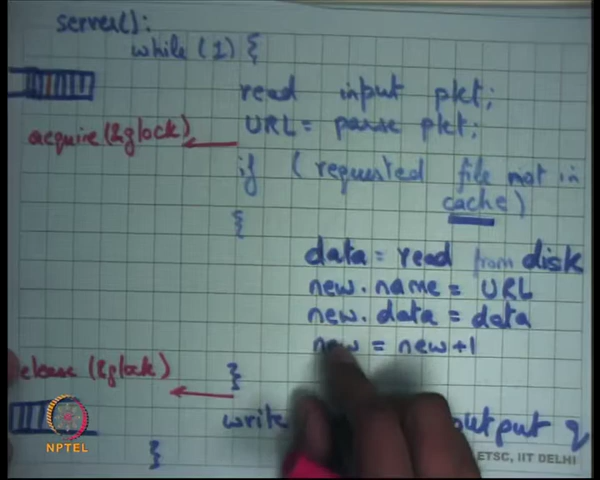 server():
while (1) {
read input pkt;
URL = parse pkt;
acquire (&glock)
if (requested file not in
cache)
{
data = read from disk
new.name = URL
new.data = data
new = new+1
release (&glock)
}
write output q
}
NPTEL
ETSC, IIT DELHI